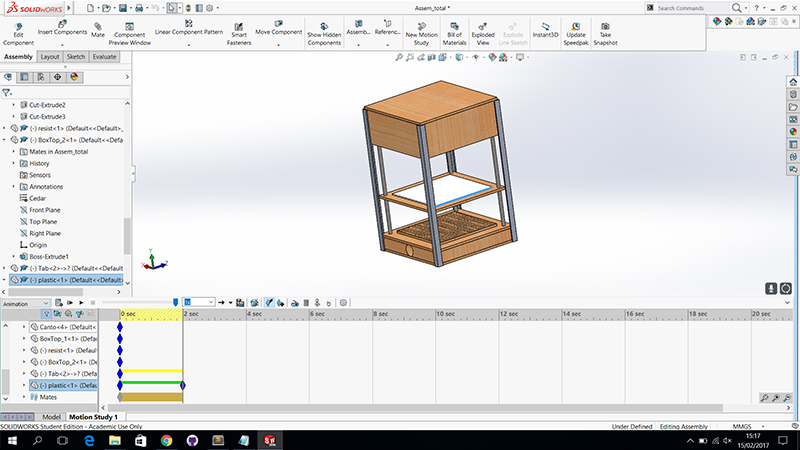 SOLIDWORKS
Assem_total *
Search Commands
Edit Component
Insert Components
Mate
Component Preview Window
Linear Component Pattern
Smart Fasteners
Move Component
Show Hidden Components
Assemb...
Referenc...
New Motion Study
Bill of Materials
Exploded View
Explode Line Sketch
Instant3D
Update Speedpak
Take Snapshot
Assembly Layout Sketch Evaluate
Cut-Extrude2
Cut-Extrude3
(-) resist<1> (Default<<Default>_
(-) BoxTop_2<1> (Default<<Def
Mates in Assem_total
History
Sensors
Annotations
Cedar
Front Plane
Top Plane
Right Plane
Origin
Boss-Extrude1
(-) Tab<2>->? (Default<<Default
(-) plastic<1> (Default<<Default
Y
X
Z
Animation
0 sec 2 sec 4 sec 6 sec 8 sec 10 sec 12 sec 14 sec 16 sec 18 sec 20 sec
Canto<4> (Default<
BoxTop_1<1> (Defa
(-) resist<1> (Defau
(-) BoxTop_2<1> (De
(-) Tab<2>->? (Defa
(-) plastic<1> (Defau
Mates
Model Motion Study 1
SOLIDWORKS Student Edition - Academic Use Only
Under Defined Editing Assembly MMGS
15:17
15/02/2017